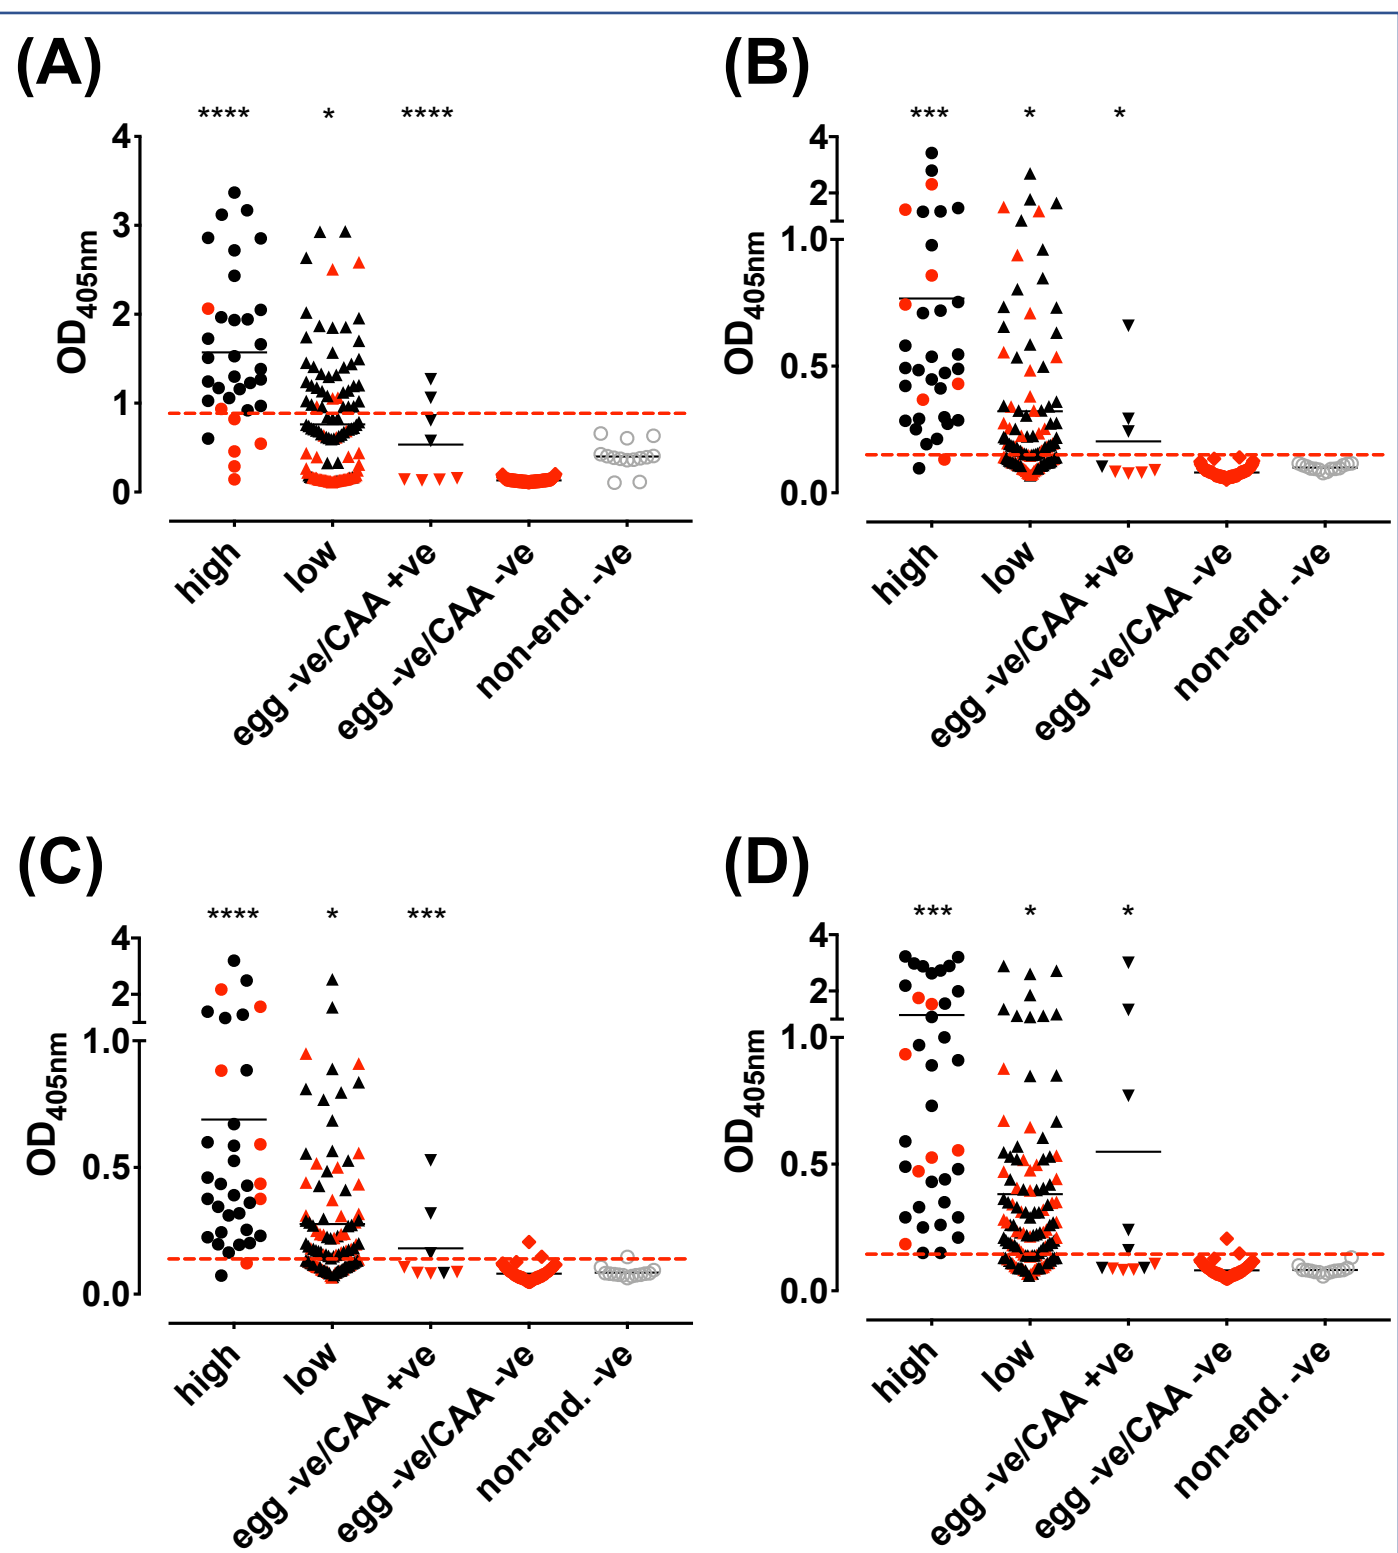 (A)
**** * ****
4
3
2
1
0
OD405nm
high
low
egg -ve/CAA +ve
egg -ve/CAA -ve
non-end. -ve
(B)
*** * *
4
2
1.0
0.5
0.0
OD405nm
high
low
egg -ve/CAA +ve
egg -ve/CAA -ve
non-end. -ve
(C)
**** * ***
4
2
1.0
0.5
0.0
OD405nm
high
low
egg -ve/CAA +ve
egg -ve/CAA -ve
non-end. -ve
(D)
*** * *
4
2
1.0
0.5
0.0
OD405nm
high
low
egg -ve/CAA +ve
egg -ve/CAA -ve
non-end. -ve